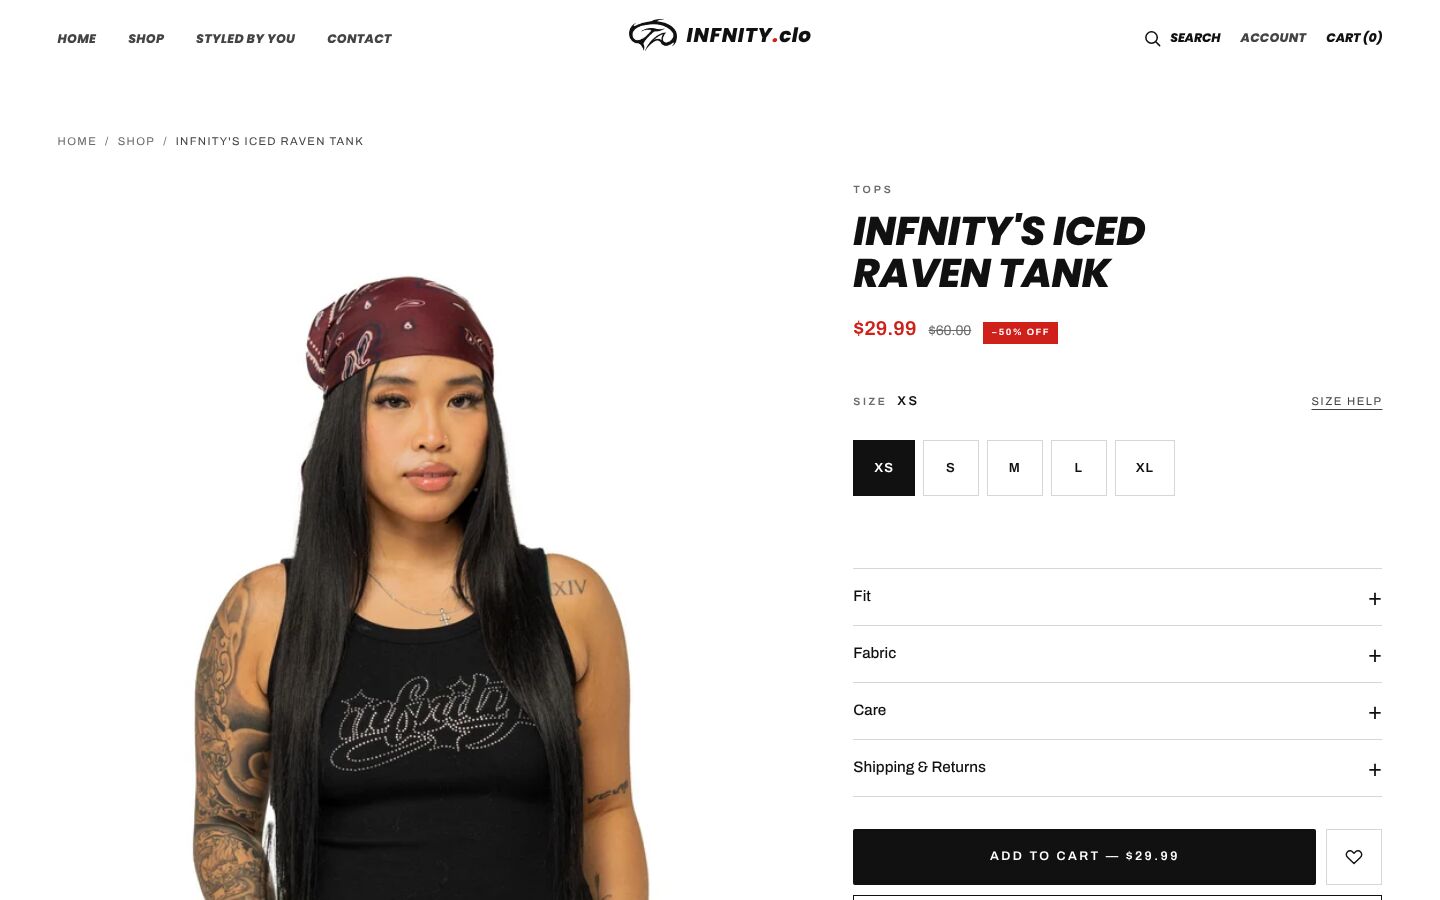 HOME SHOP STYLED BY YOU CONTACT
INFNITY.clo
SEARCH ACCOUNT CART (0)
HOME / SHOP / INFNITY'S ICED RAVEN TANK
TOPS
INFNITY'S ICED
RAVEN TANK
$29.99 $60.00 −50% OFF
SIZE XS SIZE HELP
XS S M L XL
Fit
Fabric
Care
Shipping & Returns
ADD TO CART — $29.99
XIV
infnity